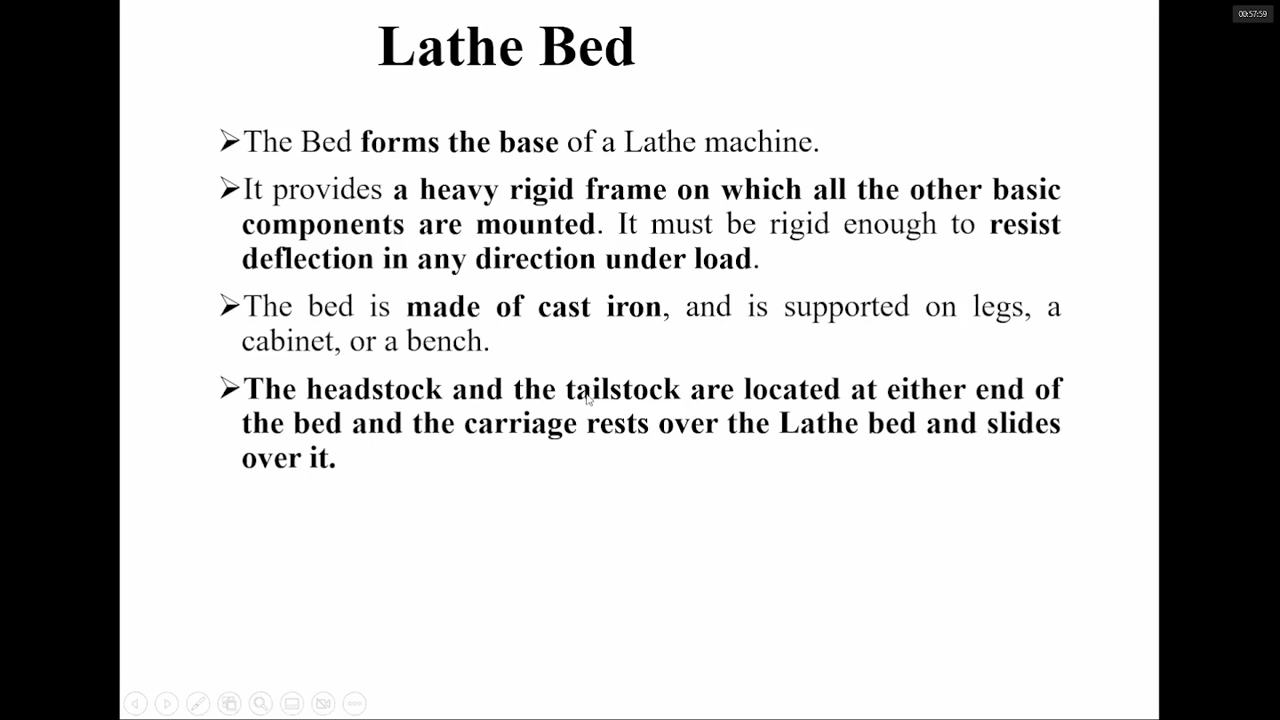 00:57:59
Lathe Bed
➢The Bed forms the base of a Lathe machine.
➢It provides a heavy rigid frame on which all the other basic
components are mounted. It must be rigid enough to resist
deflection in any direction under load.
➢The bed is made of cast iron, and is supported on legs, a
cabinet, or a bench.
➢The headstock and the tailstock are located at either end of
the bed and the carriage rests over the Lathe bed and slides
over it.